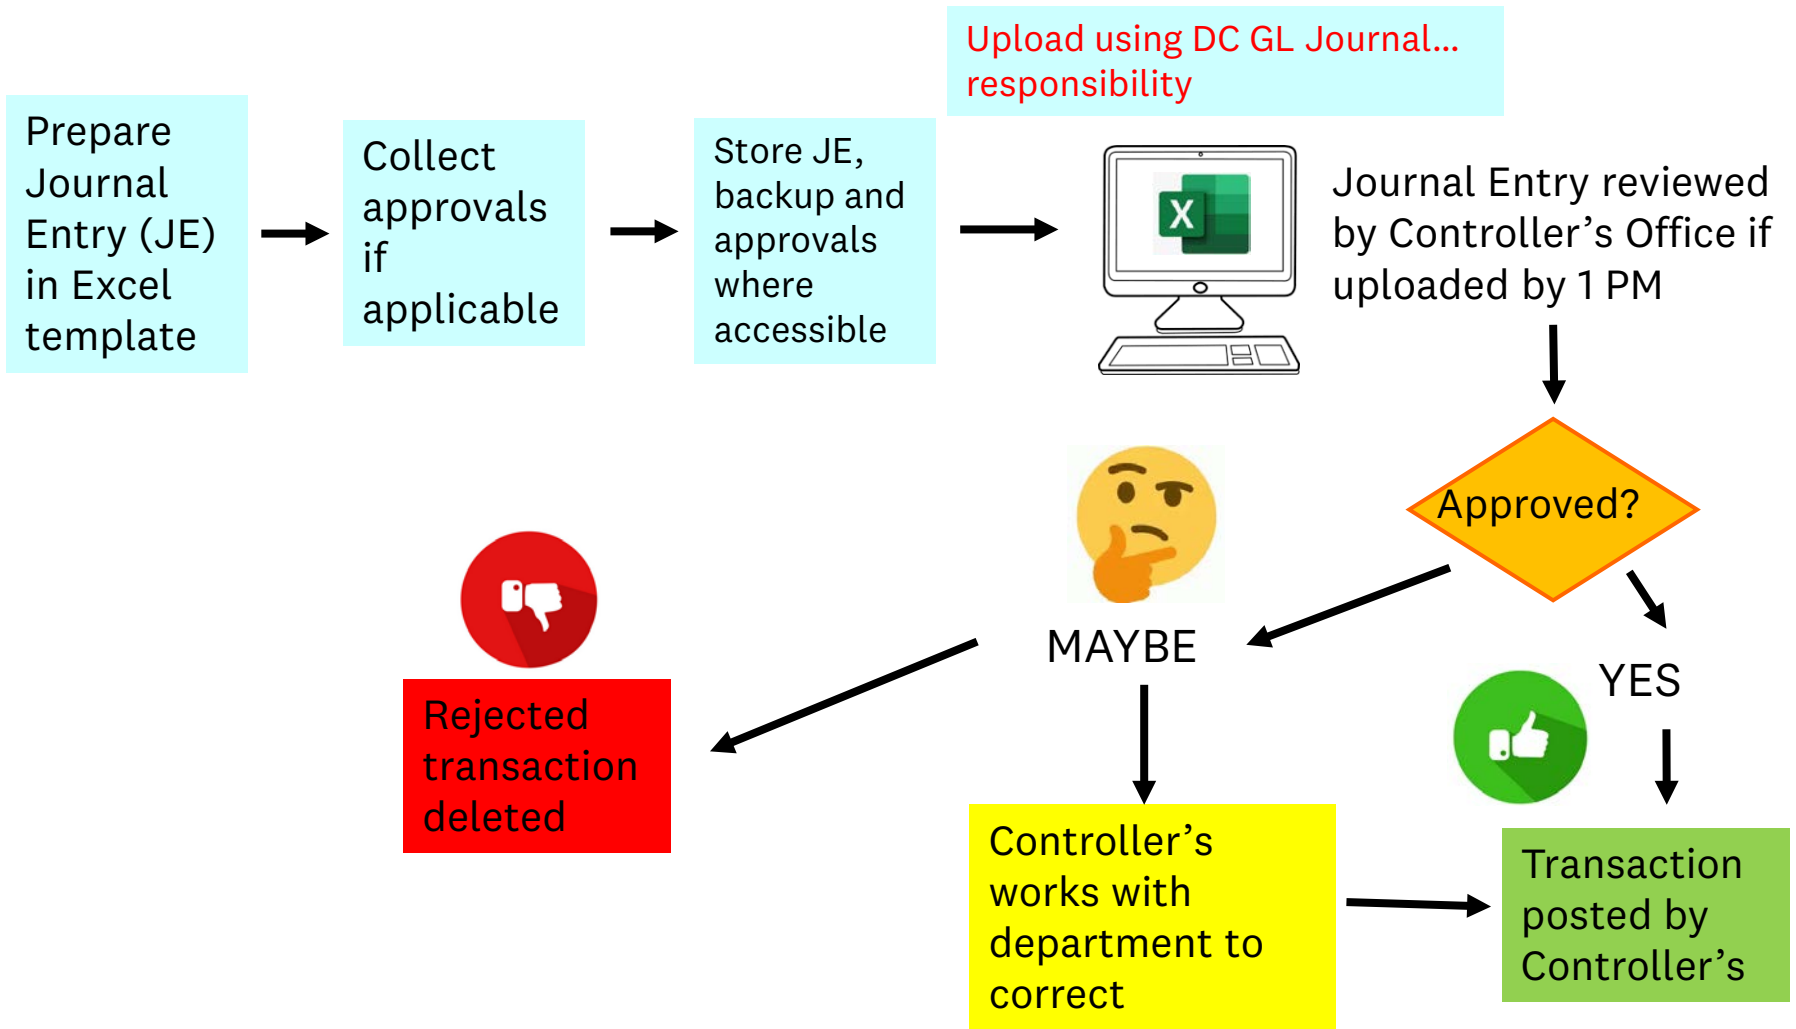 Upload using DC GL Journal...
responsibility
Prepare
Journal
Entry (JE)
in Excel
template
Collect
approvals
if
applicable
Store JE,
backup and
approvals
where
accessible
X
Journal Entry reviewed
by Controller’s Office if
uploaded by 1 PM
Approved?
MAYBE
YES
Rejected
transaction
deleted
Controller’s
works with
department to
correct
Transaction
posted by
Controller’s